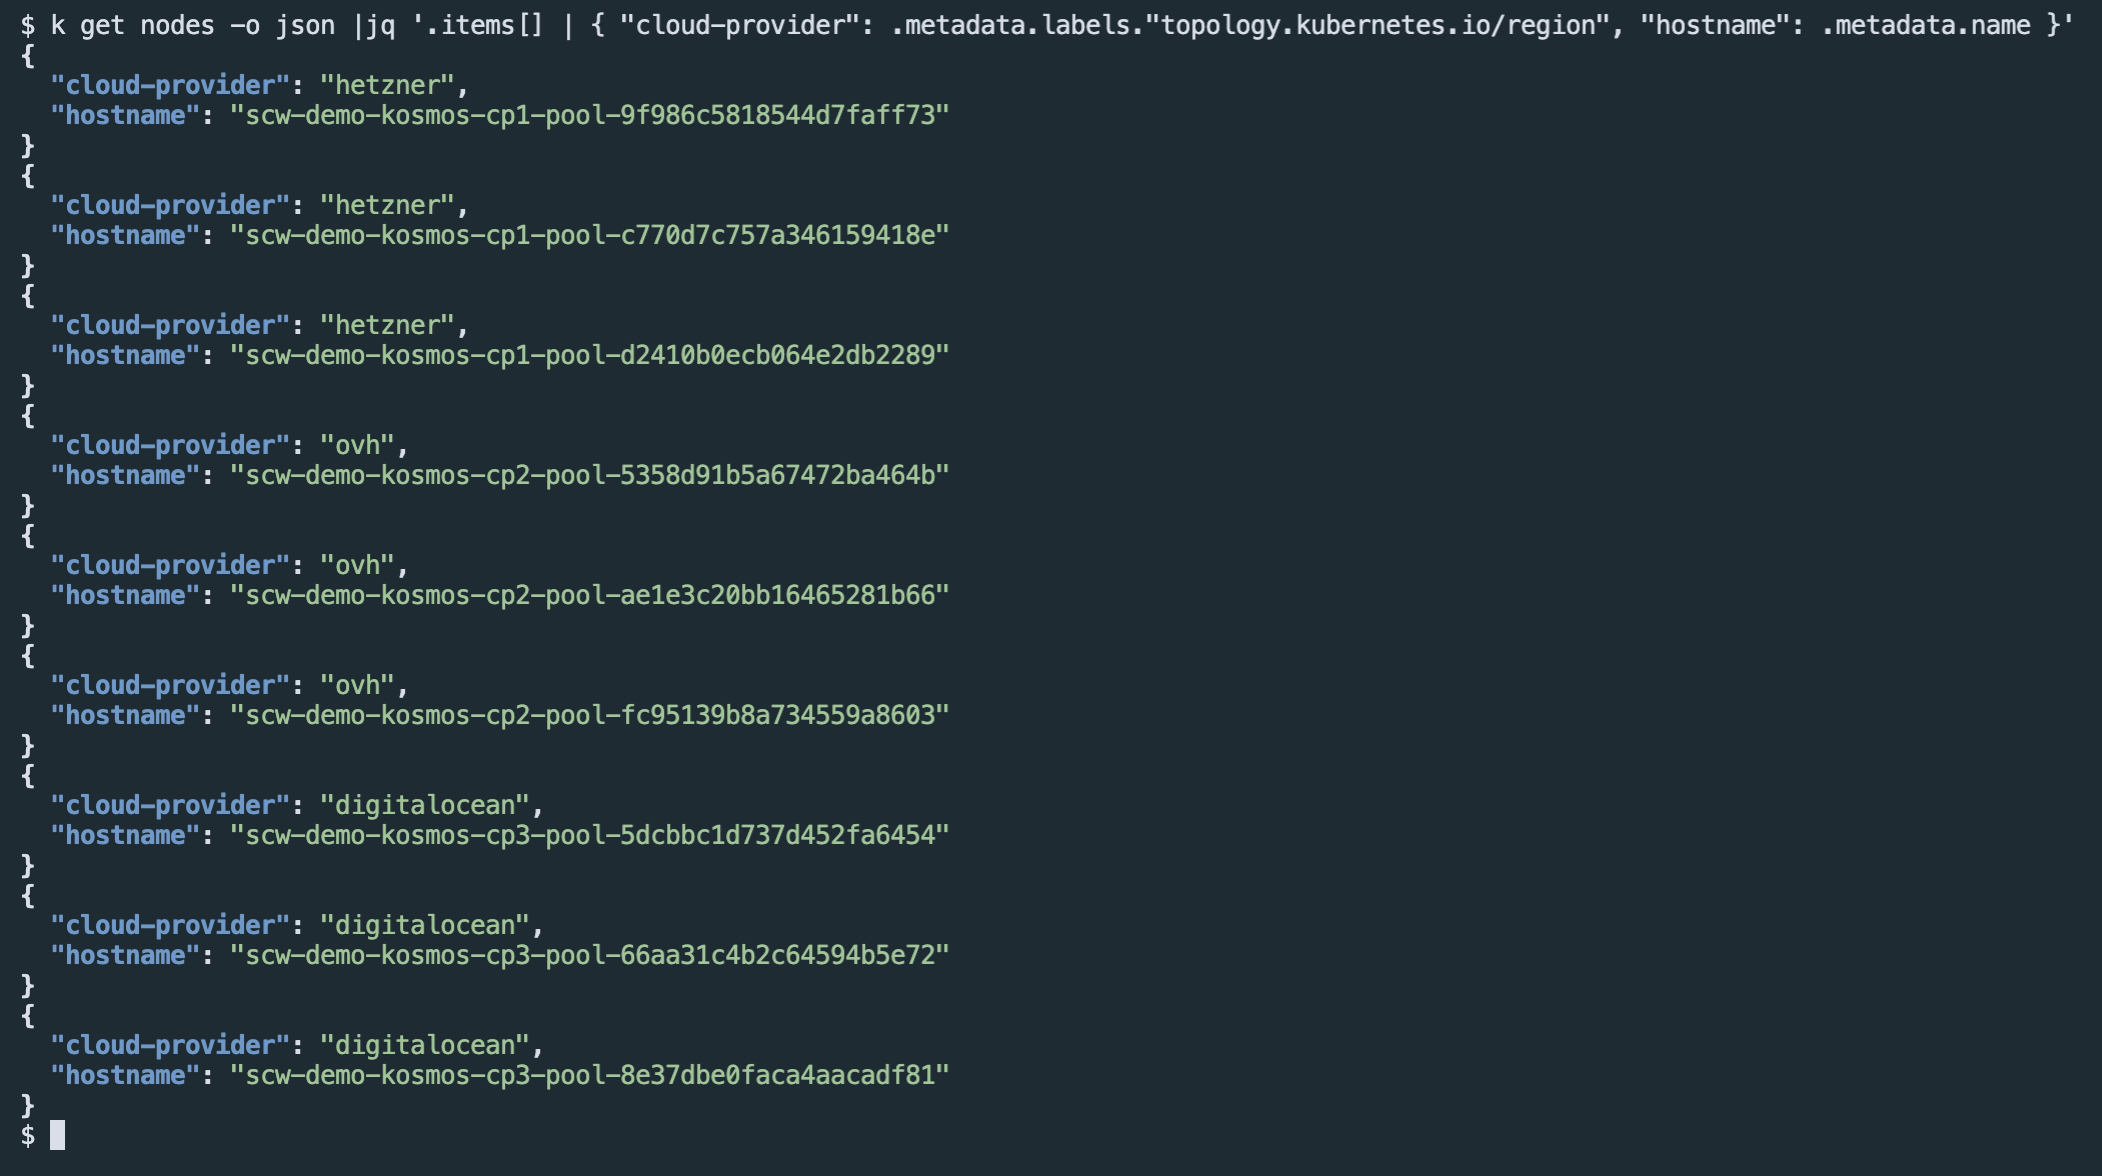 $ k get nodes -o json |jq '.items[] | { "cloud-provider": .metadata.labels."topology.kubernetes.io/region", "hostname": .metadata.name }'
{
  "cloud-provider": "hetzner",
  "hostname": "scw-demo-kosmos-cp1-pool-9f986c5818544d7faff73"
}
{
  "cloud-provider": "hetzner",
  "hostname": "scw-demo-kosmos-cp1-pool-c770d7c757a346159418e"
}
{
  "cloud-provider": "hetzner",
  "hostname": "scw-demo-kosmos-cp1-pool-d2410b0ecb064e2db2289"
}
{
  "cloud-provider": "ovh",
  "hostname": "scw-demo-kosmos-cp2-pool-5358d91b5a67472ba464b"
}
{
  "cloud-provider": "ovh",
  "hostname": "scw-demo-kosmos-cp2-pool-ae1e3c20bb16465281b66"
}
{
  "cloud-provider": "ovh",
  "hostname": "scw-demo-kosmos-cp2-pool-fc95139b8a734559a8603"
}
{
  "cloud-provider": "digitalocean",
  "hostname": "scw-demo-kosmos-cp3-pool-5dcbbc1d737d452fa6454"
}
{
  "cloud-provider": "digitalocean",
  "hostname": "scw-demo-kosmos-cp3-pool-66aa31c4b2c64594b5e72"
}
{
  "cloud-provider": "digitalocean",
  "hostname": "scw-demo-kosmos-cp3-pool-8e37dbe0faca4aacadf81"
}
$